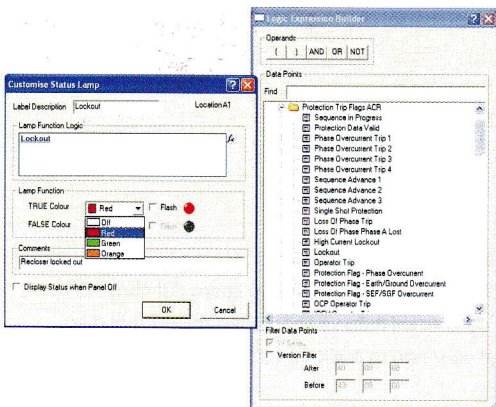 Logic Expression Builder
Operands
( ) AND OR NOT
Data Points
Find
Protection Trip Flags ACR
Sequence in Progress
Protection Data Valid
Phase Overcurrent Trip 1
Phase Overcurrent Trip 2
Phase Overcurrent Trip 3
Phase Overcurrent Trip 4
Sequence Advance 1
Sequence Advance 2
Sequence Advance 3
Single Shot Protection
Loss Of Phase Trip
Loss Of Phase Phase A Lost
High Current Lockout
Lockout
Operator Trip
Protection Flag - Phase Overcurrent
Protection Flag - Earth/Ground Overcurrent
Protection Flag - SEF/SGF Overcurrent
OCP Operator Trip
Filter Data Points
Version Filter
After
Before
Customise Status Lamp
Label Description Lockout Location A1
Lamp Function Logic
Lockout
fx
Lamp Function
TRUE Colour Red Flash
FALSE Colour Flash
Off
Red
Green
Orange
Comments
Recloser locked out
Display Status when Panel Off
OK Cancel